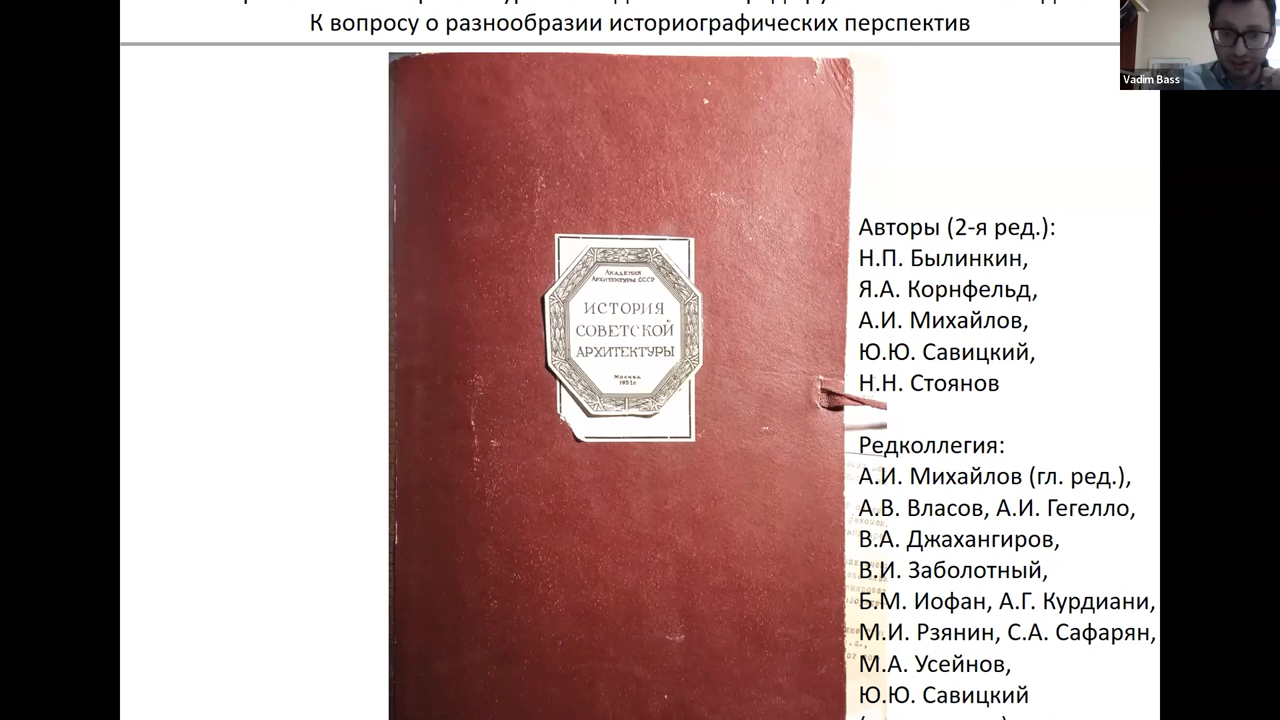 К вопросу о разнообразии историографических перспектив
Vadim Bass
Академия
Архитектуры СССР
ИСТОРИЯ
СОВЕТСКОЙ
АРХИТЕКТУРЫ
Москва
1951 г.
Авторы (2-я ред.):
Н.П. Былинкин,
Я.А. Корнфельд,
А.И. Михайлов,
Ю.Ю. Савицкий,
Н.Н. Стоянов
Редколлегия:
А.И. Михайлов (гл. ред.),
А.В. Власов, А.И. Гегелло,
В.А. Джахангиров,
В.И. Заболотный,
Б.М. Иофан, А.Г. Курдиани,
М.И. Рзянин, С.А. Сафарян,
М.А. Усейнов,
Ю.Ю. Савицкий